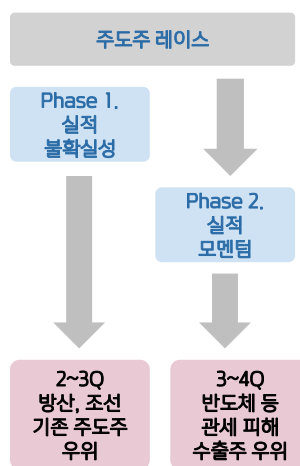 주도주 레이스
Phase 1.
실적
불확실성
Phase 2.
실적
모멘텀
2~3Q
방산, 조선
기존 주도주
우위
3~4Q
반도체 등
관세 피해
수출주 우위